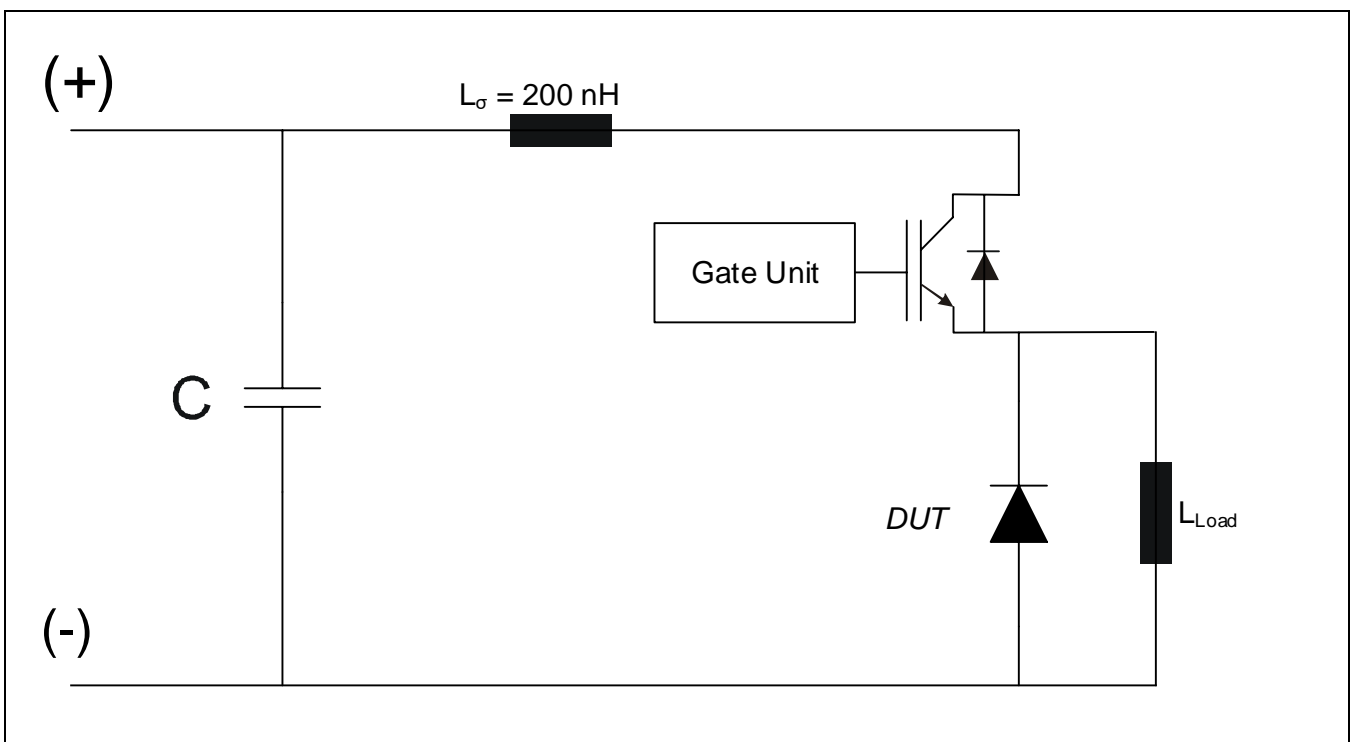 (+)
Lσ = 200 nH
Gate Unit
C
DUT
LLoad
(-)